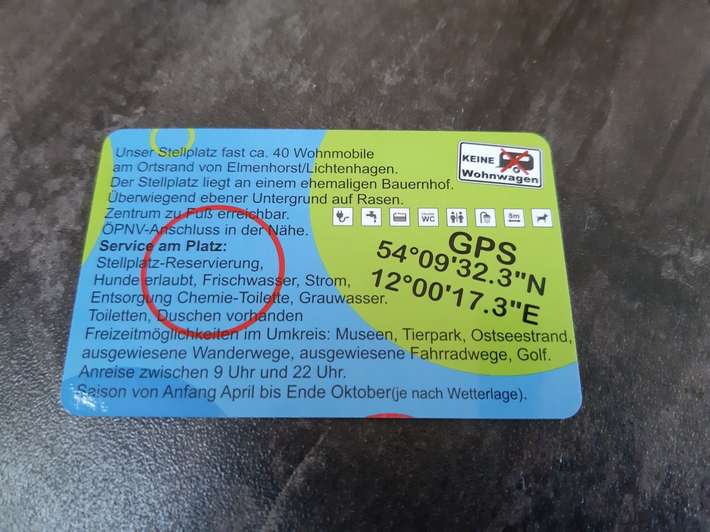 Unser Stellplatz fast ca. 40 Wohnmobile
am Ortsrand von Elmenhorst/Lichtenhagen.
Der Stellplatz liegt an einem ehemaligen Bauernhof.
Überwiegend ebener Untergrund auf Rasen.
Zentrum zu Fuß erreichbar.
ÖPNV-Anschluss in der Nähe.
Service am Platz:
Stellplatz-Reservierung,
Hunde erlaubt, Frischwasser, Strom,
Entsorgung Chemie-Toilette, Grauwasser.
Toiletten, Duschen vorhanden
Freizeitmöglichkeiten im Umkreis: Museen, Tierpark, Ostseestrand,
ausgewiesene Wanderwege, ausgewiesene Fahrradwege, Golf.
Anreise zwischen 9 Uhr und 22 Uhr.
Saison von Anfang April bis Ende Oktober(je nach Wetterlage).
KEINE
Wohnwagen
WC
8m
GPS
54°09'32.3"N
12°00'17.3"E